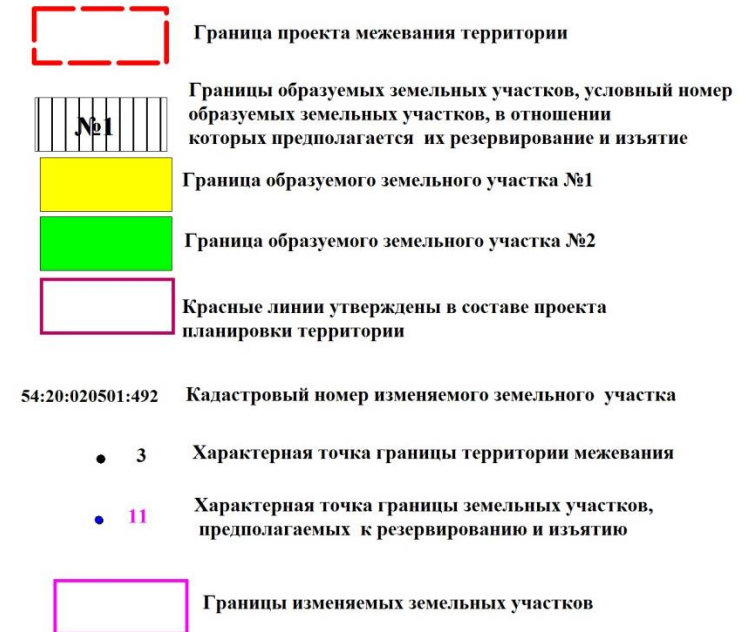 Граница проекта межевания территории
Границы образуемых земельных участков, условный номер
образуемых земельных участков, в отношении
которых предполагается их резервирование и изъятие
№1
Граница образуемого земельного участка №1
Граница образуемого земельного участка №2
Красные линии утверждены в составе проекта
планировки территории
54:20:020501:492 Кадастровый номер изменяемого земельного участка
3 Характерная точка границы территории межевания
11 Характерная точка границы земельных участков,
предполагаемых к резервированию и изъятию
Границы изменяемых земельных участков